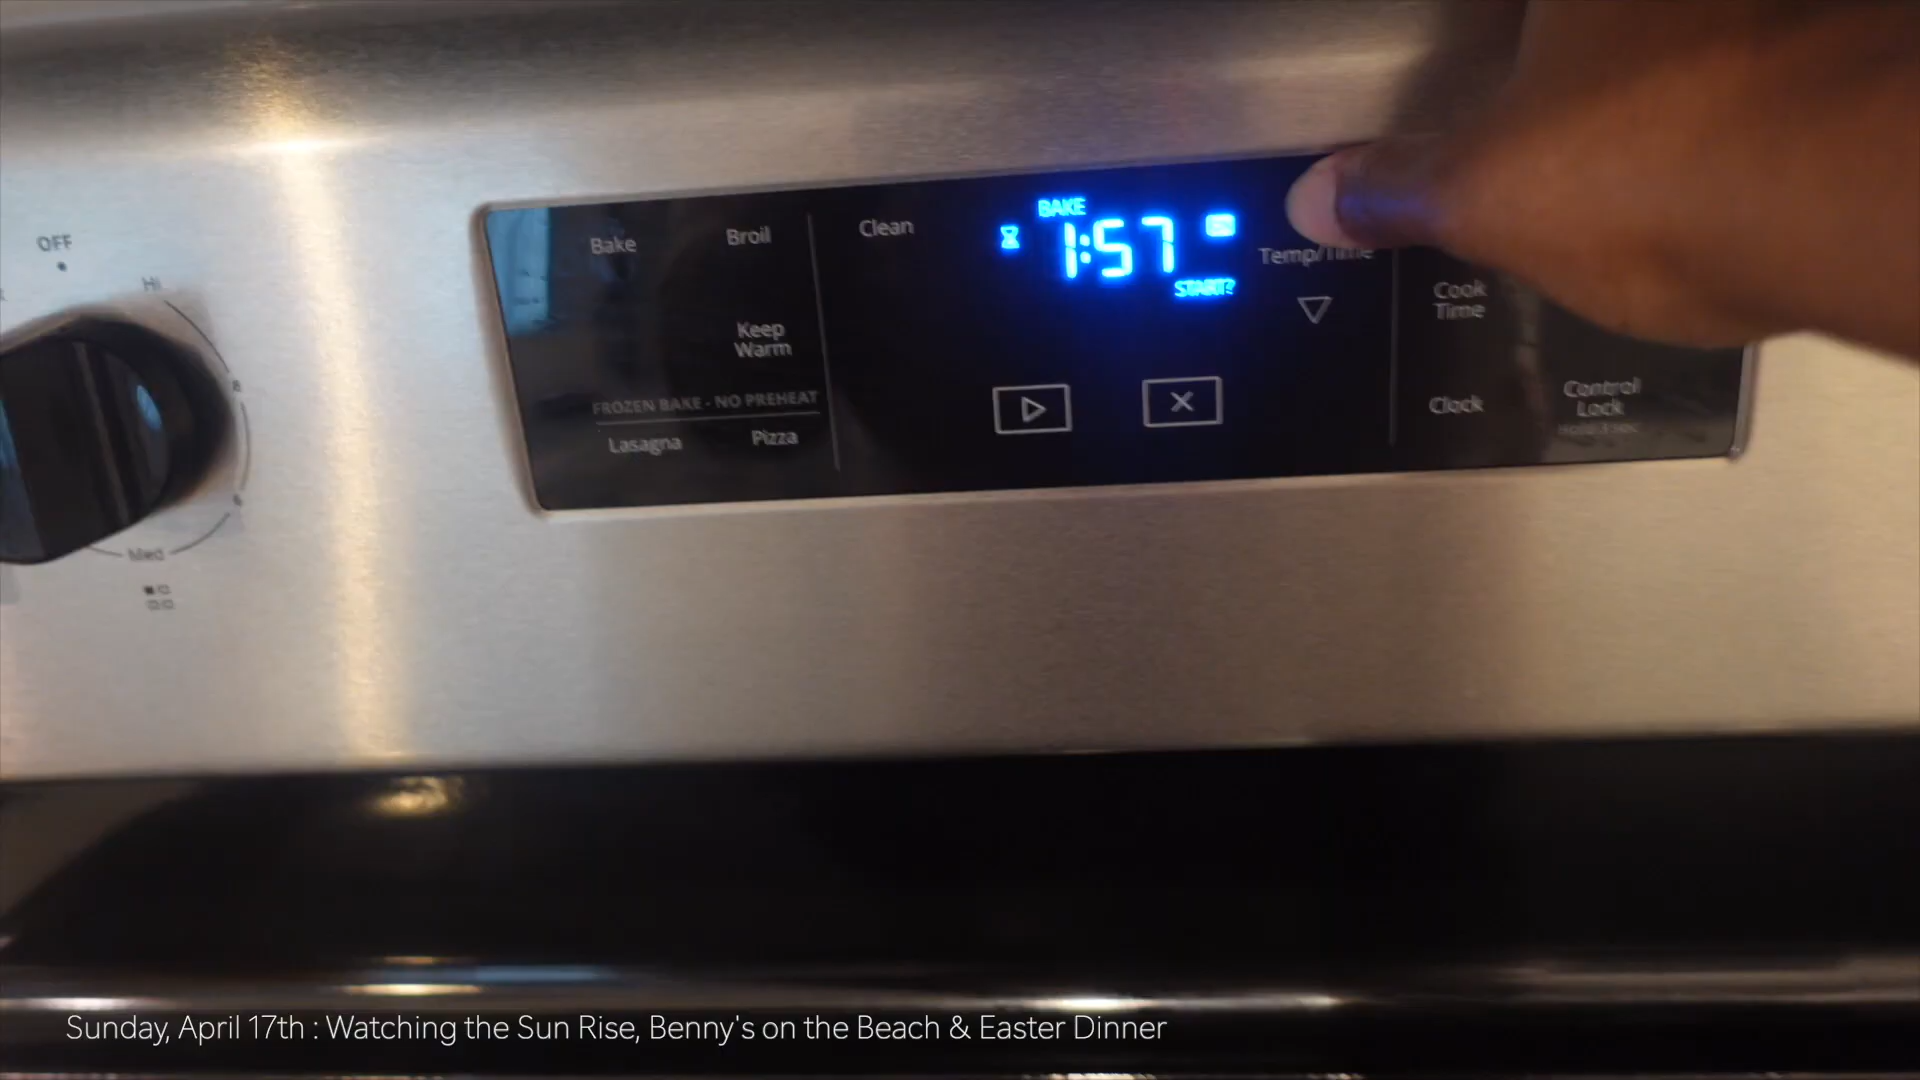 OFF
Hi
8
6
Med
Bake
Broil
Keep
Warm
FROZEN BAKE - NO PREHEAT
Lasagna
Pizza
Clean
BAKE
1:57
START?
Temp/Time
Cook
Time
Clock
Control
Lock
Sunday, April 17th : Watching the Sun Rise, Benny's on the Beach & Easter Dinner